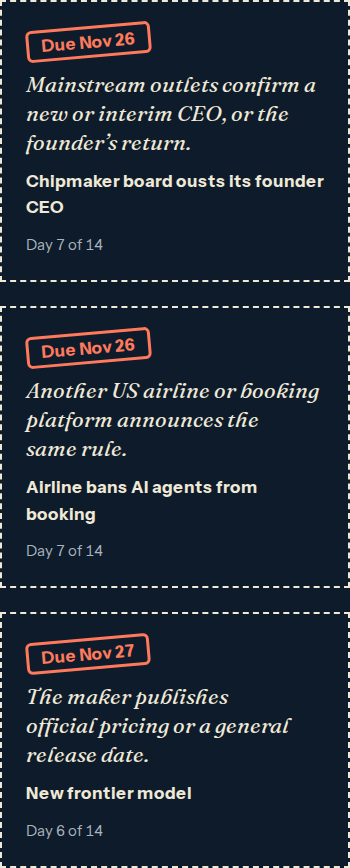 Due Nov 26
Mainstream outlets confirm a
new or interim CEO, or the
founder’s return.
Chipmaker board ousts its founder
CEO
Day 7 of 14
Due Nov 26
Another US airline or booking
platform announces the
same rule.
Airline bans AI agents from
booking
Day 7 of 14
Due Nov 27
The maker publishes
official pricing or a general
release date.
New frontier model
Day 6 of 14